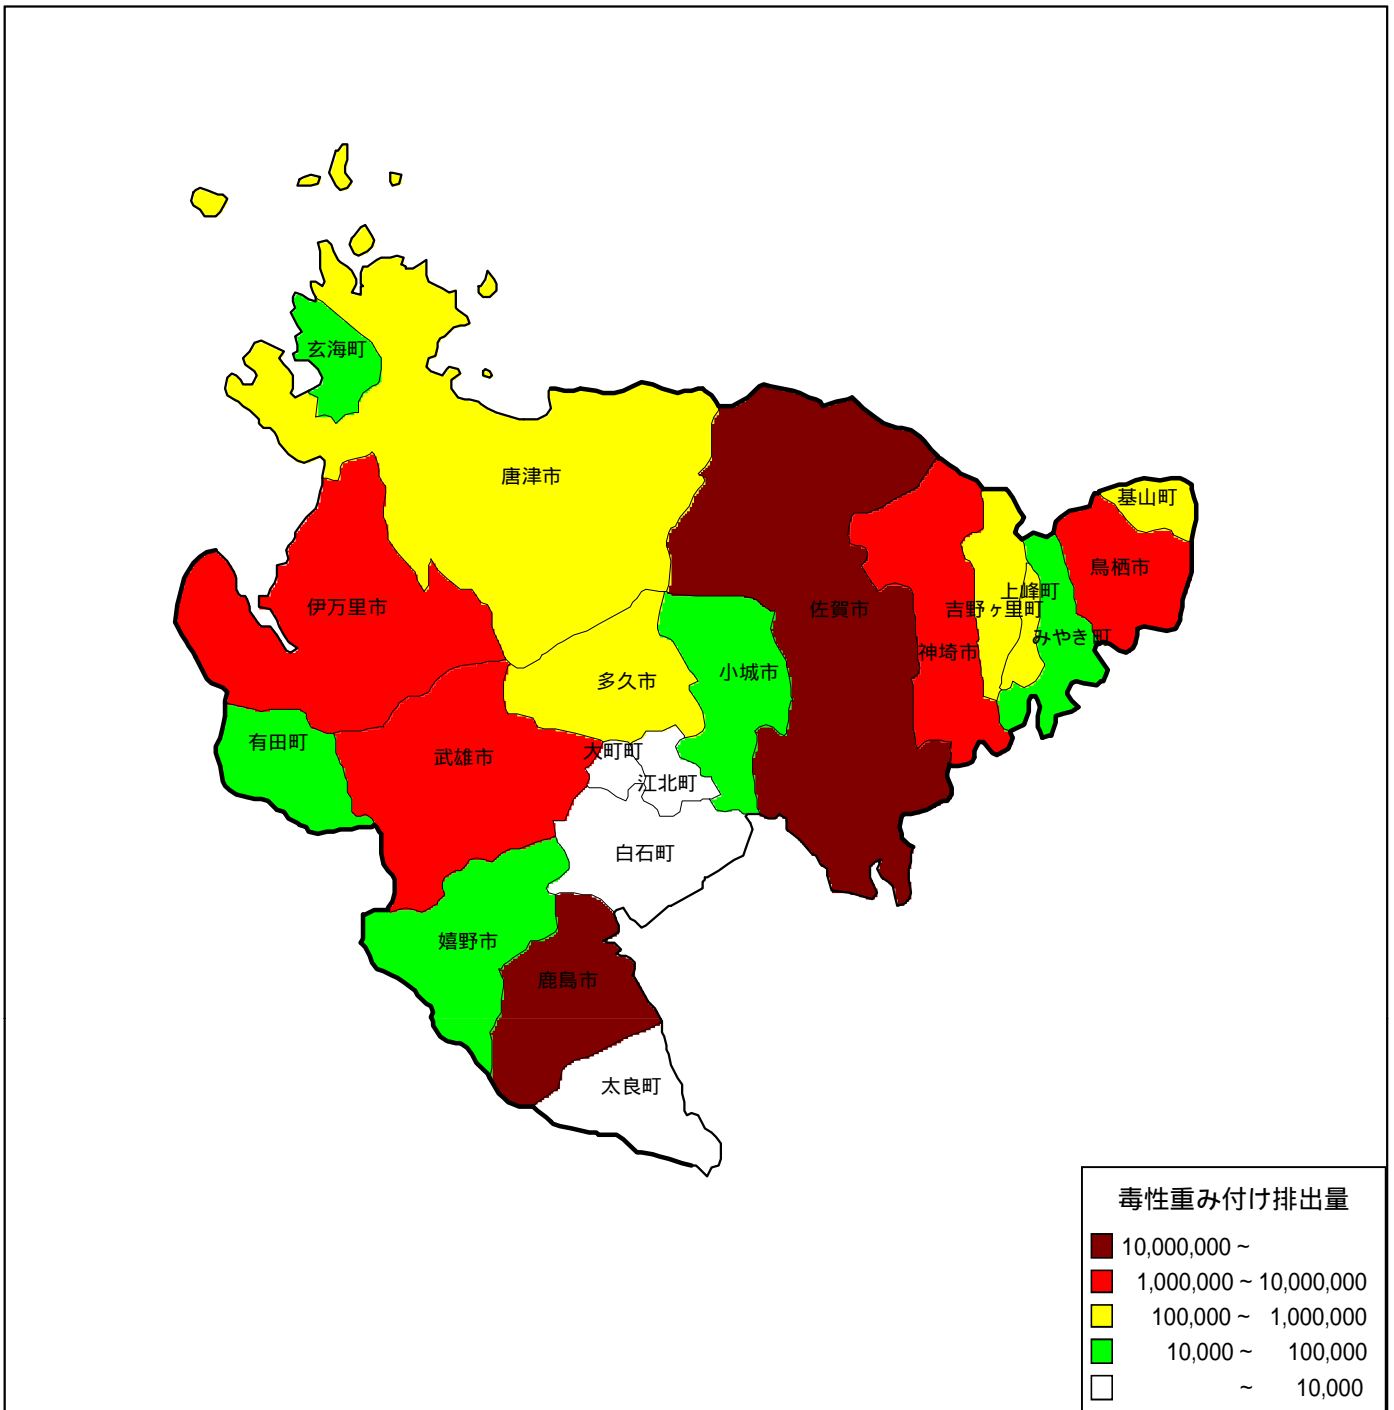 玄海町
唐津市
基山町
鳥栖市
上峰町
伊万里市
佐賀市
吉野ヶ里町
みやき町
神埼市
小城市
多久市
有田町
大町町
武雄市
江北町
白石町
嬉野市
鹿島市
太良町
毒性重み付け排出量
10,000,000 ~
1,000,000 ~ 10,000,000
100,000 ~ 1,000,000
10,000 ~ 100,000
~ 10,000